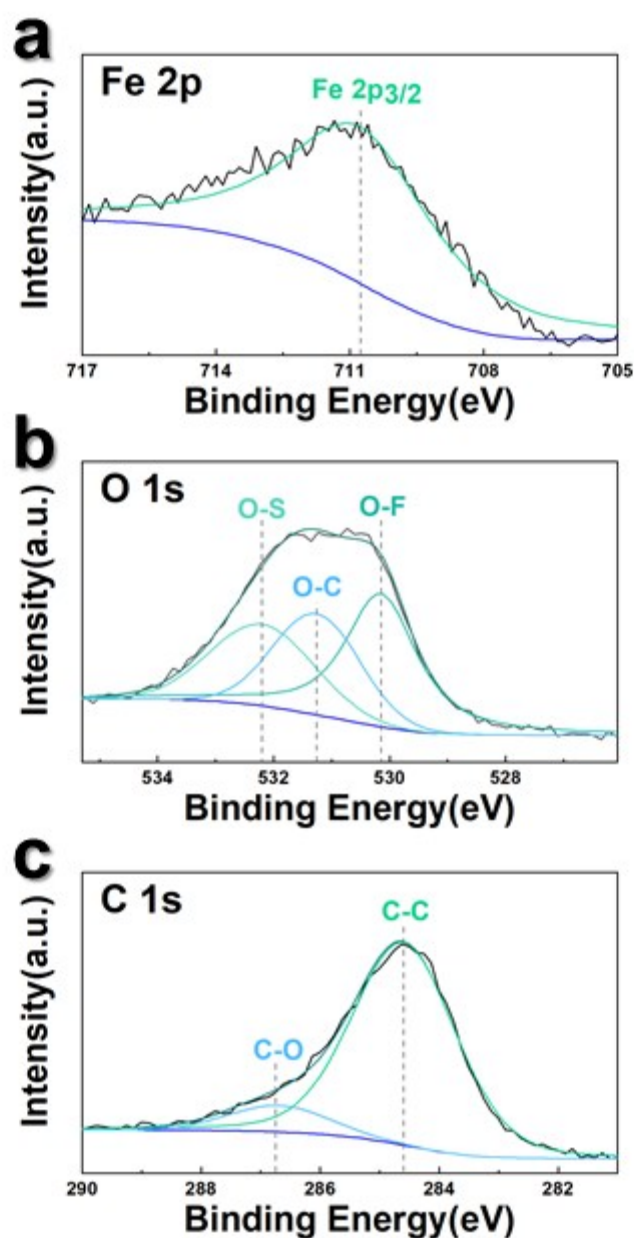 a
Fe 2p
Fe 2p3/2
Intensity(a.u.)
717 714 711 708 705
Binding Energy(eV)
b
O 1s
O-S O-F
O-C
Intensity(a.u.)
534 532 530 528
Binding Energy(eV)
c
C 1s
C-C
C-O
Intensity(a.u.)
290 288 286 284 282
Binding Energy(eV)